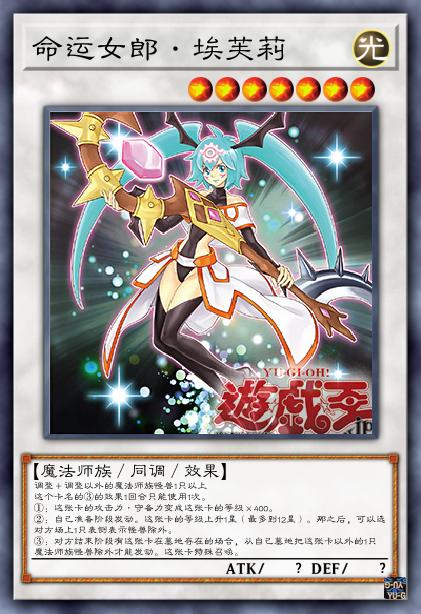 命运女郎·埃芙莉
光
YU-GI-OH!
遊戯王
.jp
【魔法师族／同调／效果】
调整＋调整以外的魔法师族怪兽1只以上
这个卡名的③的效果1回合只能使用1次。
①：这张卡的攻击力·守备力变成这张卡的等级×400。
②：自己准备阶段发动。这张卡的等级上升1星（最多到12星）。那之后，可以选
对方场上1只表侧表示怪兽除外。
③：对方结束阶段有这张卡在墓地存在的场合，从自己墓地把这张卡以外的1只
魔法师族怪兽除外才能发动。这张卡特殊召唤。
ATK/ ? DEF/ ?